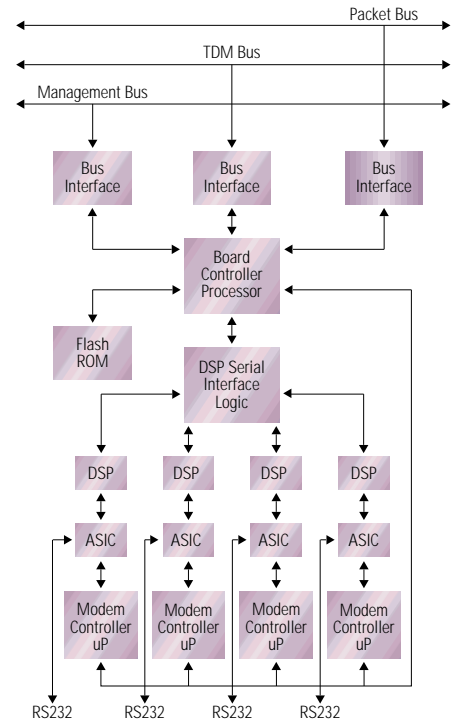 Packet Bus
TDM Bus
Management Bus
Bus
Interface
Bus
Interface
Bus
Interface
Board
Controller
Processor
Flash
ROM
DSP Serial
Interface
Logic
DSP
DSP
DSP
DSP
ASIC
ASIC
ASIC
ASIC
Modem
Controller
uP
Modem
Controller
uP
Modem
Controller
uP
Modem
Controller
uP
RS232
RS232
RS232
RS232